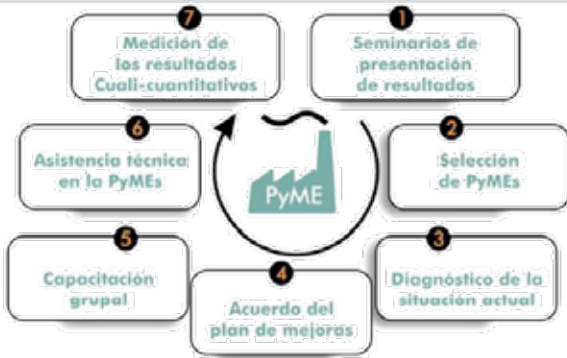 1
Seminarios de
presentación
de resultados
2
Selección
de PyMEs
3
Diagnóstico de la
situación actual
4
Acuerdo del
plan de mejoras
5
Capacitación
grupal
6
Asistencia técnica
en la PyMEs
7
Medición de
los resultados
Cuali-cuantitativos
PyME